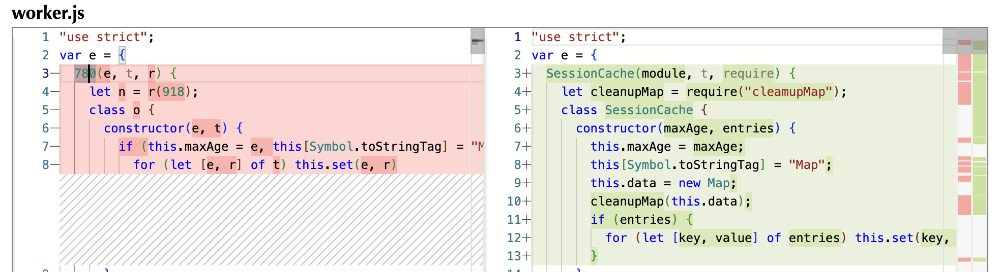 worker.js
1 "use strict";
2 var e = {
3— 780(e, t, r) {
4— let n = r(918);
5— class o {
6— constructor(e, t) {
7— if (this.maxAge = e, this[Symbol.toStringTag] = "M
8— for (let [e, r] of t) this.set(e, r)
9 }
1 "use strict";
2 var e = {
3+ SessionCache(module, t, require) {
4+ let cleanupMap = require("cleamupMap");
5+ class SessionCache {
6+ constructor(maxAge, entries) {
7+ this.maxAge = maxAge;
8+ this[Symbol.toStringTag] = "Map";
9+ this.data = new Map;
10+ cleanupMap(this.data);
11+ if (entries) {
12+ for (let [key, value] of entries) this.set(key,
13+ }
14 }